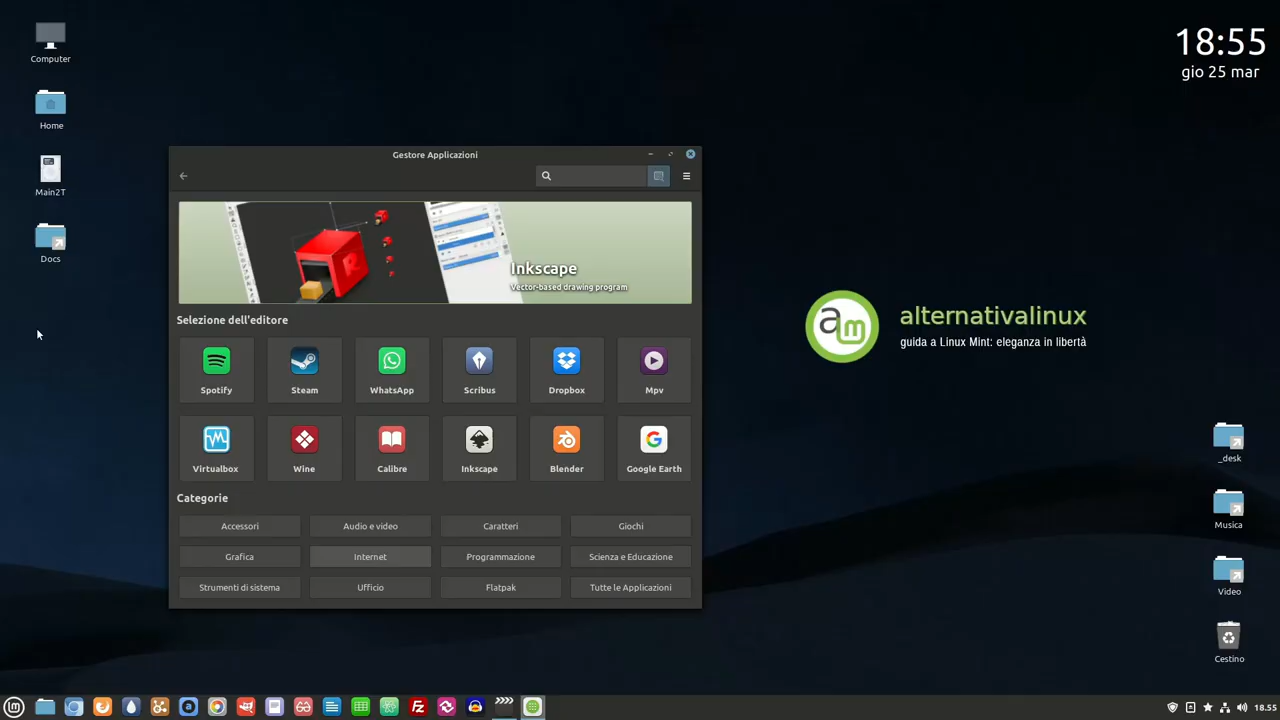 Computer
Home
Main2T
Docs
18:55
gio 25 mar
Gestore Applicazioni
Inkscape
Vector-based drawing program
Selezione dell'editore
Spotify
Steam
WhatsApp
Scribus
Dropbox
Mpv
Virtualbox
Wine
Calibre
Inkscape
Blender
Google Earth
Categorie
Accessori
Audio e video
Caratteri
Giochi
Grafica
Internet
Programmazione
Scienza e Educazione
Strumenti di sistema
Ufficio
Flatpak
Tutte le Applicazioni
am
alternativalinux
guida a Linux Mint: eleganza in libertà
_desk
Musica
Video
Cestino
18.55